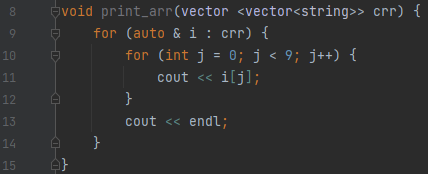 8 void print_arr(vector <vector<string>> crr) {
9     for (auto & i : crr) {
10         for (int j = 0; j < 9; j++) {
11             cout << i[j];
12         }
13         cout << endl;
14     }
15 }